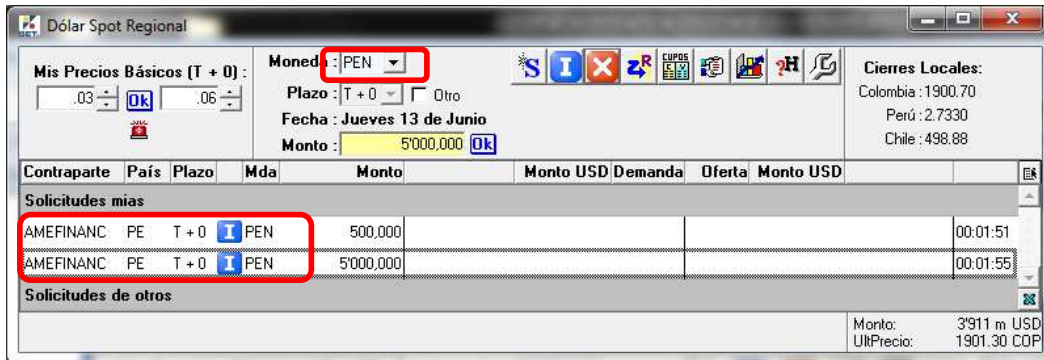 Dólar Spot Regional
Mis Precios Básicos (T + 0) :
.03 Ok .06
Moneda : PEN
Plazo : T + 0 Otro
Fecha : Jueves 13 de Junio
Monto : 5'000,000 Ok
S I zR CUPOS ?H
Cierres Locales:
Colombia : 1900.70
Perú : 2.7330
Chile : 498.88
Contraparte País Plazo Mda Monto Monto USD Demanda Oferta Monto USD
Solicitudes mias
AMEFINANC PE T + 0 I PEN 500,000 00:01:51
AMEFINANC PE T + 0 I PEN 5'000,000 00:01:55
Solicitudes de otros
Monto: 3'911 m USD
UltPrecio: 1901.30 COP